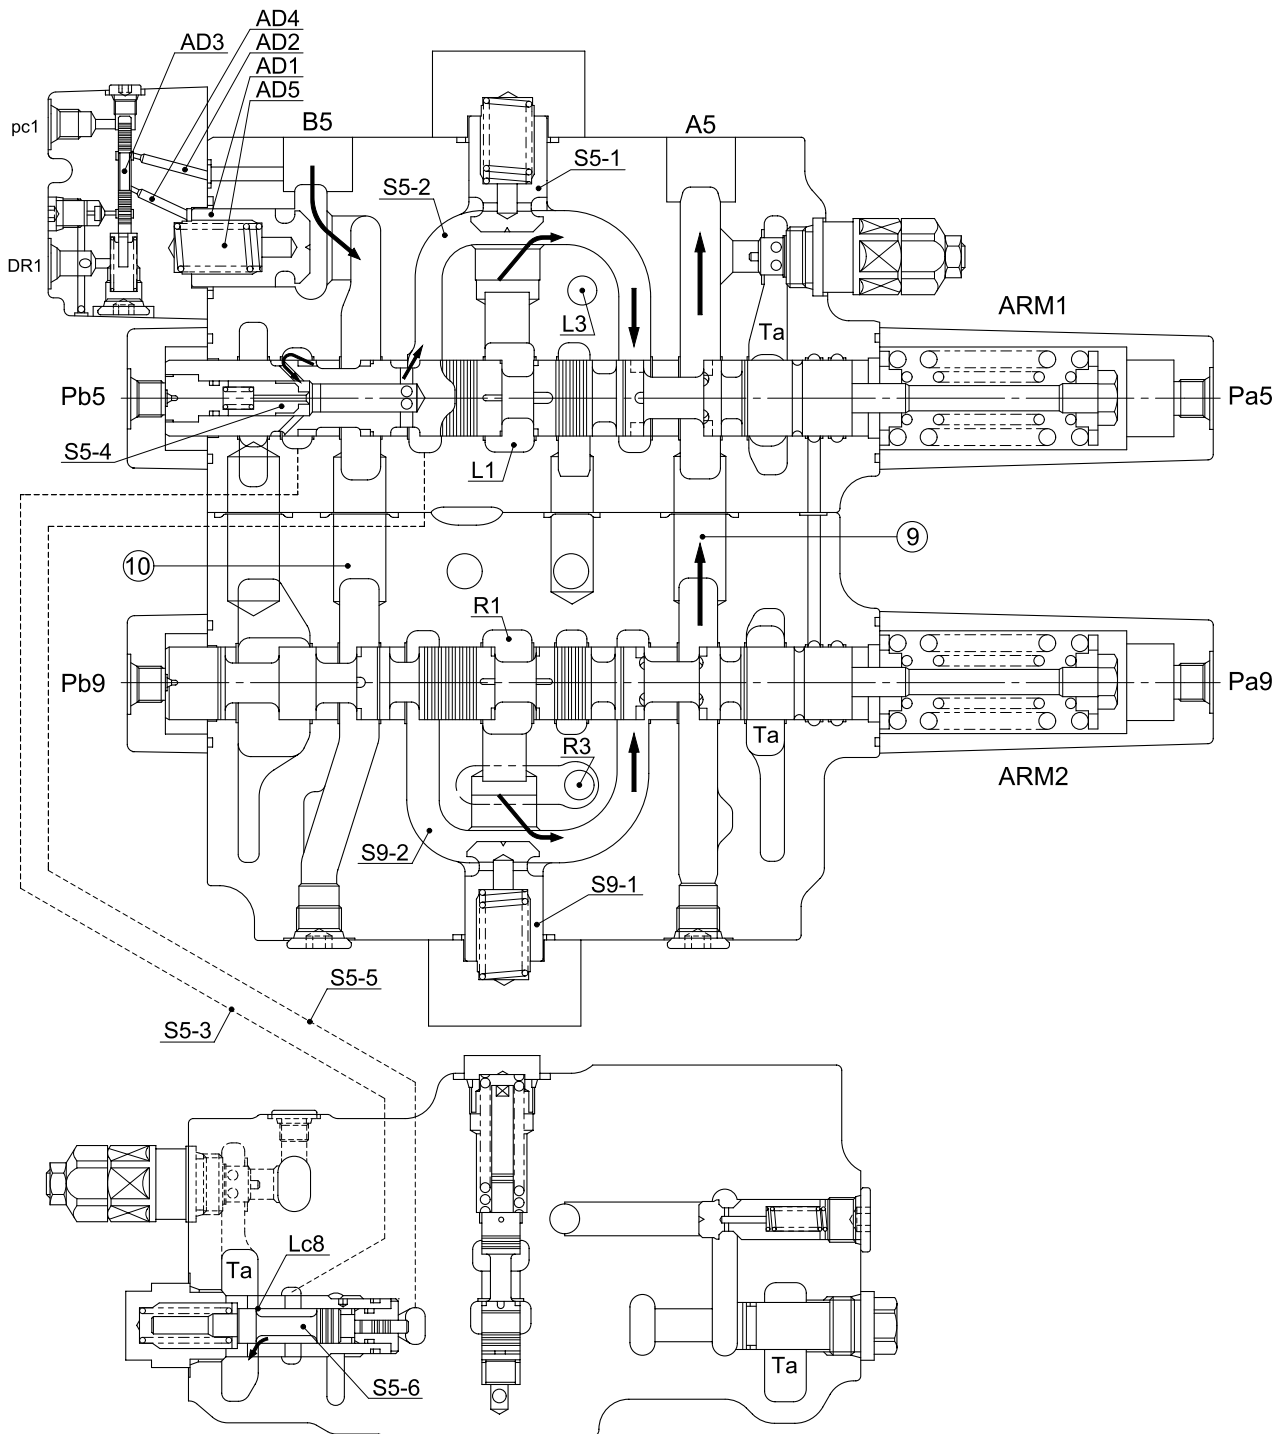 AD4
AD3
AD2
AD1
AD5
pc1
B5
A5
S5-1
S5-2
DR1
L3
ARM1
Ta
Pb5
Pa5
S5-4
L1
10
9
R1
Pb9
Pa9
Ta
R3
ARM2
S9-2
S9-1
S5-5
S5-3
Lc8
Ta
Ta
S5-6